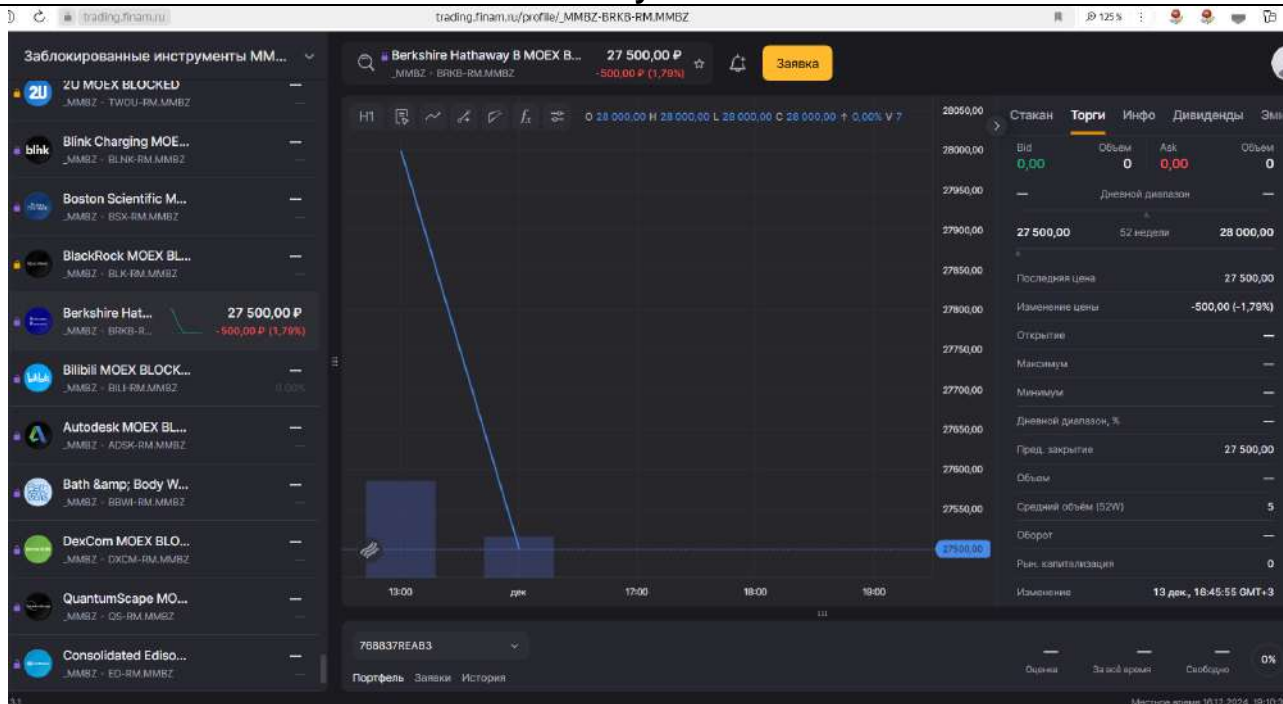 trading.finam.ru
trading.finam.ru/profile/_MMBZ-BRKB-RM.MMBZ
125 %
Заблокированные инструменты MM...
2U MOEX BLOCKED
_MMBZ - TWOU-RM.MMBZ
Blink Charging MOE...
_MMBZ - BLNK-RM.MMBZ
Boston Scientific M...
_MMBZ - BSX-RM.MMBZ
BlackRock MOEX BL...
_MMBZ - BLK-RM.MMBZ
Berkshire Hat...
27 500,00 ₽
_MMBZ - BRKB-R...
-500,00 ₽ (1,79%)
Bilibili MOEX BLOCK...
_MMBZ - BILI-RM.MMBZ
0,00%
Autodesk MOEX BL...
_MMBZ - ADSK-RM.MMBZ
Bath &amp; Body W...
_MMBZ - BBWI-RM.MMBZ
DexCom MOEX BLO...
_MMBZ - DXCM-RM.MMBZ
QuantumScape MO...
_MMBZ - QS-RM.MMBZ
Consolidated Ediso...
_MMBZ - ED-RM.MMBZ
Berkshire Hathaway B MOEX B...
27 500,00 ₽
_MMBZ - BRKB-RM.MMBZ
-500,00 ₽ (1,79%)
Заявка
H1
O 28 000,00 H 28 000,00 L 28 000,00 C 28 000,00 ↑ 0,00% V 7
28050,00
28000,00
27950,00
27900,00
27850,00
27800,00
27750,00
27700,00
27650,00
27600,00
27550,00
27500,00
13:00 дек 17:00 18:00 19:00
Стакан Торги Инфо Дивиденды
Bid Объем Ask Объем
0,00 0 0,00 0
— Дневной диапазон —
27 500,00 52 недели 28 000,00
Последняя цена 27 500,00
Изменение цены -500,00 (-1,79%)
Открытие —
Максимум —
Минимум —
Дневной диапазон, % —
Пред. закрытие 27 500,00
Объем —
Средний объём (52W) 5
Оборот —
Рын. капитализация 0
Изменение 13 дек., 18:45:55 GMT+3
768837REAB3
Портфель Заявки История
Оценка За всё время Свободно 0%
Местное время 16.12.2024, 19:10